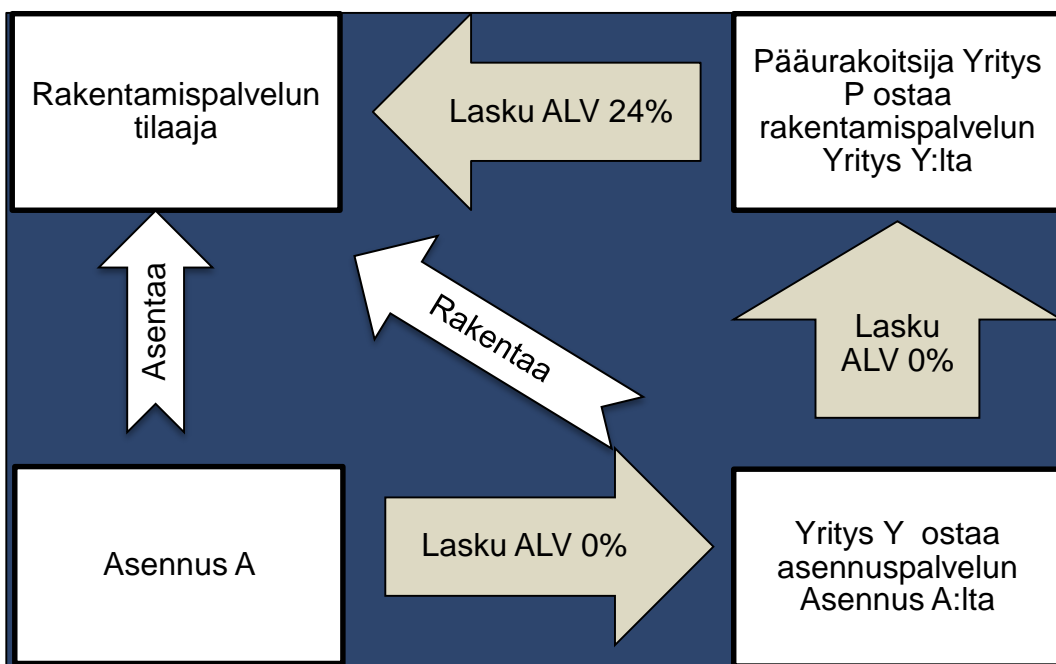 Rakentamispalvelun
tilaaja
Lasku ALV 24%
Pääurakoitsija Yritys
P ostaa
rakentamispalvelun
Yritys Y:lta
Asentaa
Rakentaa
Lasku
ALV 0%
Asennus A
Lasku ALV 0%
Yritys Y ostaa
asennuspalvelun
Asennus A:lta